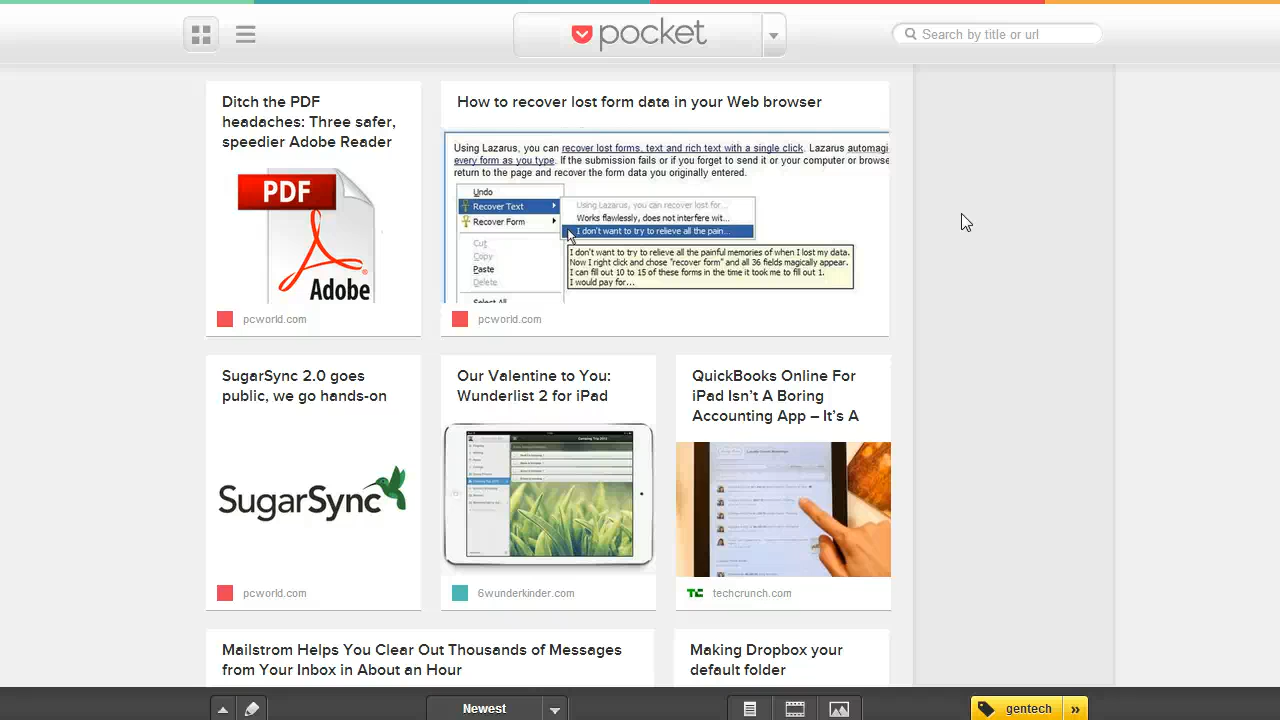 pocket
Search by title or url
Ditch the PDF
headaches: Three safer,
speedier Adobe Reader
PDF
Adobe
pcworld.com
How to recover lost form data in your Web browser
Using Lazarus, you can recover lost forms, text and rich text with a single click. Lazarus automagi
every form as you type. If the submission fails or if you forget to send it or your computer or browse
return to the page and recover the form data you originally entered.
Undo
Recover Text
Recover Form
Cut
Copy
Paste
Delete
Select All
Using Lazarus, you can recover lost for...
Works flawlessly, does not interfere wit...
I don't want to try to relieve all the pain...
I don't want to try to relieve all the painful memories of when I lost my data.
Now I right click and chose "recover form" and all 36 fields magically appear.
I can fill out 10 to 15 of these forms in the time it took me to fill out 1.
I would pay for...
pcworld.com
SugarSync 2.0 goes
public, we go hands-on
SugarSync
pcworld.com
Our Valentine to You:
Wunderlist 2 for iPad
6wunderkinder.com
QuickBooks Online For
iPad Isn't A Boring
Accounting App – It's A
TC
techcrunch.com
Mailstrom Helps You Clear Out Thousands of Messages
from Your Inbox in About an Hour
Making Dropbox your
default folder
Newest
gentech